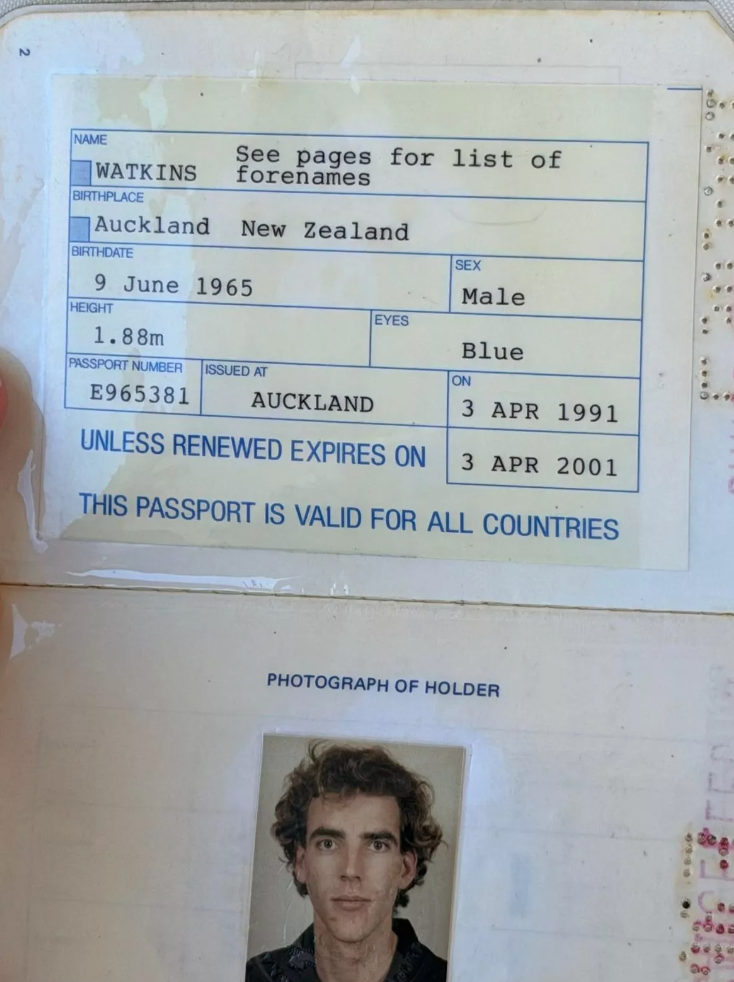 2
NAME
WATKINS See pages for list of
forenames
BIRTHPLACE
Auckland New Zealand
BIRTHDATE
9 June 1965
SEX
Male
HEIGHT
1.88m
EYES
Blue
PASSPORT NUMBER
E965381
ISSUED AT
AUCKLAND
ON
3 APR 1991
UNLESS RENEWED EXPIRES ON
3 APR 2001
THIS PASSPORT IS VALID FOR ALL COUNTRIES
PHOTOGRAPH OF HOLDER